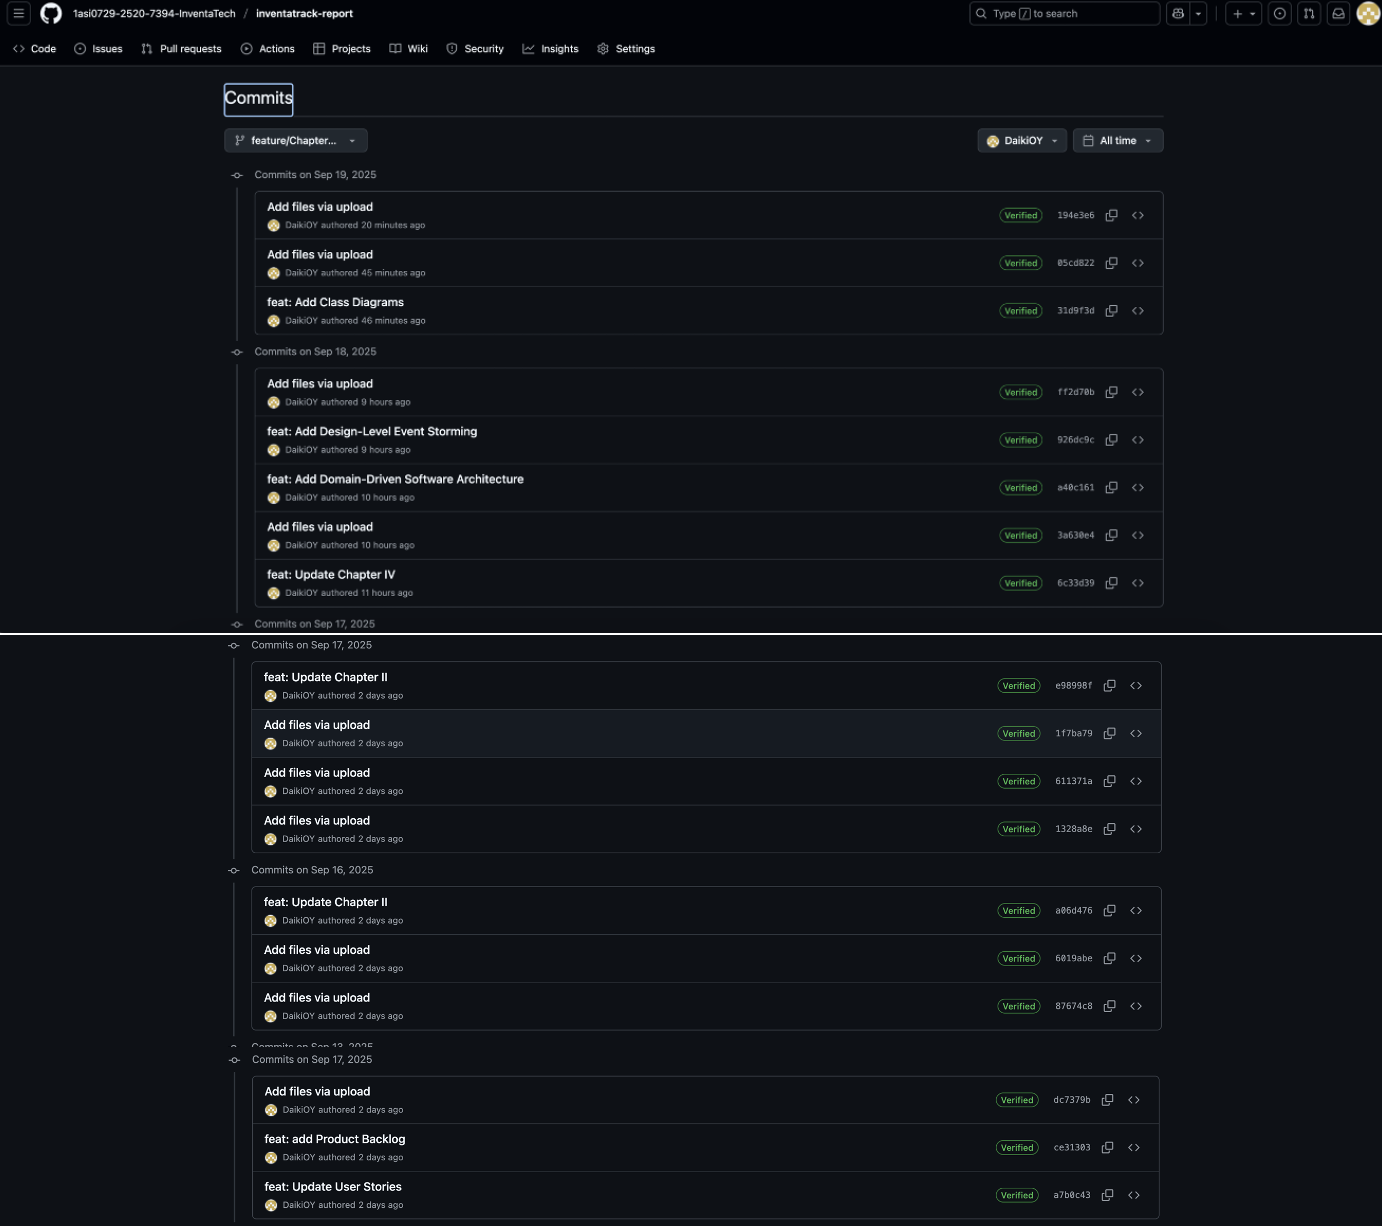 1asi0729-2520-7394-InventaTech / inventatrack-report
Type / to search
Code Issues Pull requests Actions Projects Wiki Security Insights Settings
Commits
feature/Chapter... DaikiOY All time
Commits on Sep 19, 2025
Add files via upload
DaikiOY authored 20 minutes ago
Verified 194e3e6
Add files via upload
DaikiOY authored 45 minutes ago
Verified 05cd822
feat: Add Class Diagrams
DaikiOY authored 46 minutes ago
Verified 31d9f3d
Commits on Sep 18, 2025
Add files via upload
DaikiOY authored 9 hours ago
Verified ff2d70b
feat: Add Design-Level Event Storming
DaikiOY authored 9 hours ago
Verified 926dc9c
feat: Add Domain-Driven Software Architecture
DaikiOY authored 10 hours ago
Verified a40c161
Add files via upload
DaikiOY authored 10 hours ago
Verified 3a630e4
feat: Update Chapter IV
DaikiOY authored 11 hours ago
Verified 6c33d39
Commits on Sep 17, 2025
Commits on Sep 17, 2025
feat: Update Chapter II
DaikiOY authored 2 days ago
Verified e98998f
Add files via upload
DaikiOY authored 2 days ago
Verified 1f7ba79
Add files via upload
DaikiOY authored 2 days ago
Verified 611371a
Add files via upload
DaikiOY authored 2 days ago
Verified 1328a8e
Commits on Sep 16, 2025
feat: Update Chapter II
DaikiOY authored 2 days ago
Verified a06d476
Add files via upload
DaikiOY authored 2 days ago
Verified 6019abe
Add files via upload
DaikiOY authored 2 days ago
Verified 87674c8
Commits on Sep 13, 2025
Commits on Sep 17, 2025
Add files via upload
DaikiOY authored 2 days ago
Verified dc7379b
feat: add Product Backlog
DaikiOY authored 2 days ago
Verified ce31303
feat: Update User Stories
DaikiOY authored 2 days ago
Verified a7b0c43